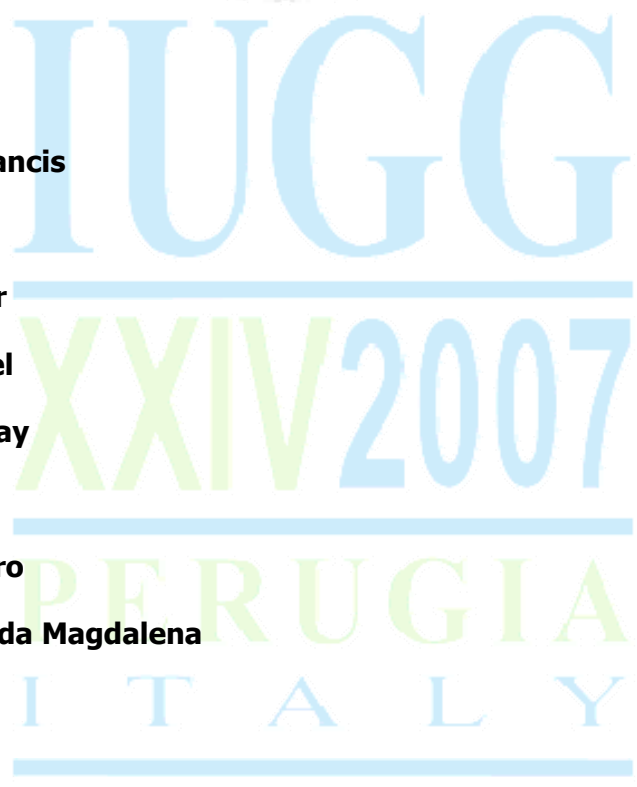 IUGG
ancis
r
XXIV2007
el
ay
ro
PERUGIA
da Magdalena
ITALY